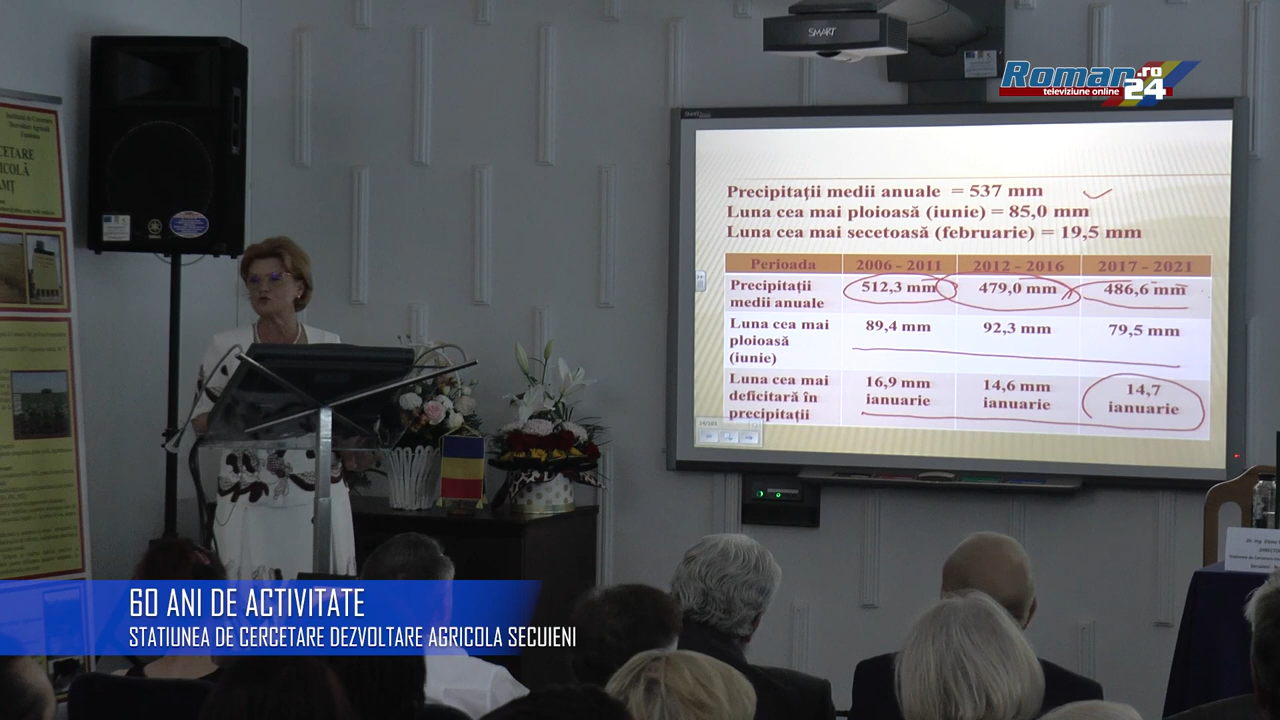 SMART
Roman24.ro
televiziune online
CETARE
Precipitații medii anuale = 537 mm
Luna cea mai ploioasă (iunie) = 85,0 mm
Luna cea mai secetoasă (februarie) = 19,5 mm
Perioada 2006 - 2011 2012 - 2016 2017 - 2021
Precipitații medii anuale 512,3 mm 479,0 mm 486,6 mm
Luna cea mai ploioasă (iunie) 89,4 mm 92,3 mm 79,5 mm
Luna cea mai deficitară în precipitații 16,9 mm ianuarie 14,6 mm ianuarie 14,7 ianuarie
60 ANI DE ACTIVITATE
STATIUNEA DE CERCETARE DEZVOLTARE AGRICOLA SECUIENI